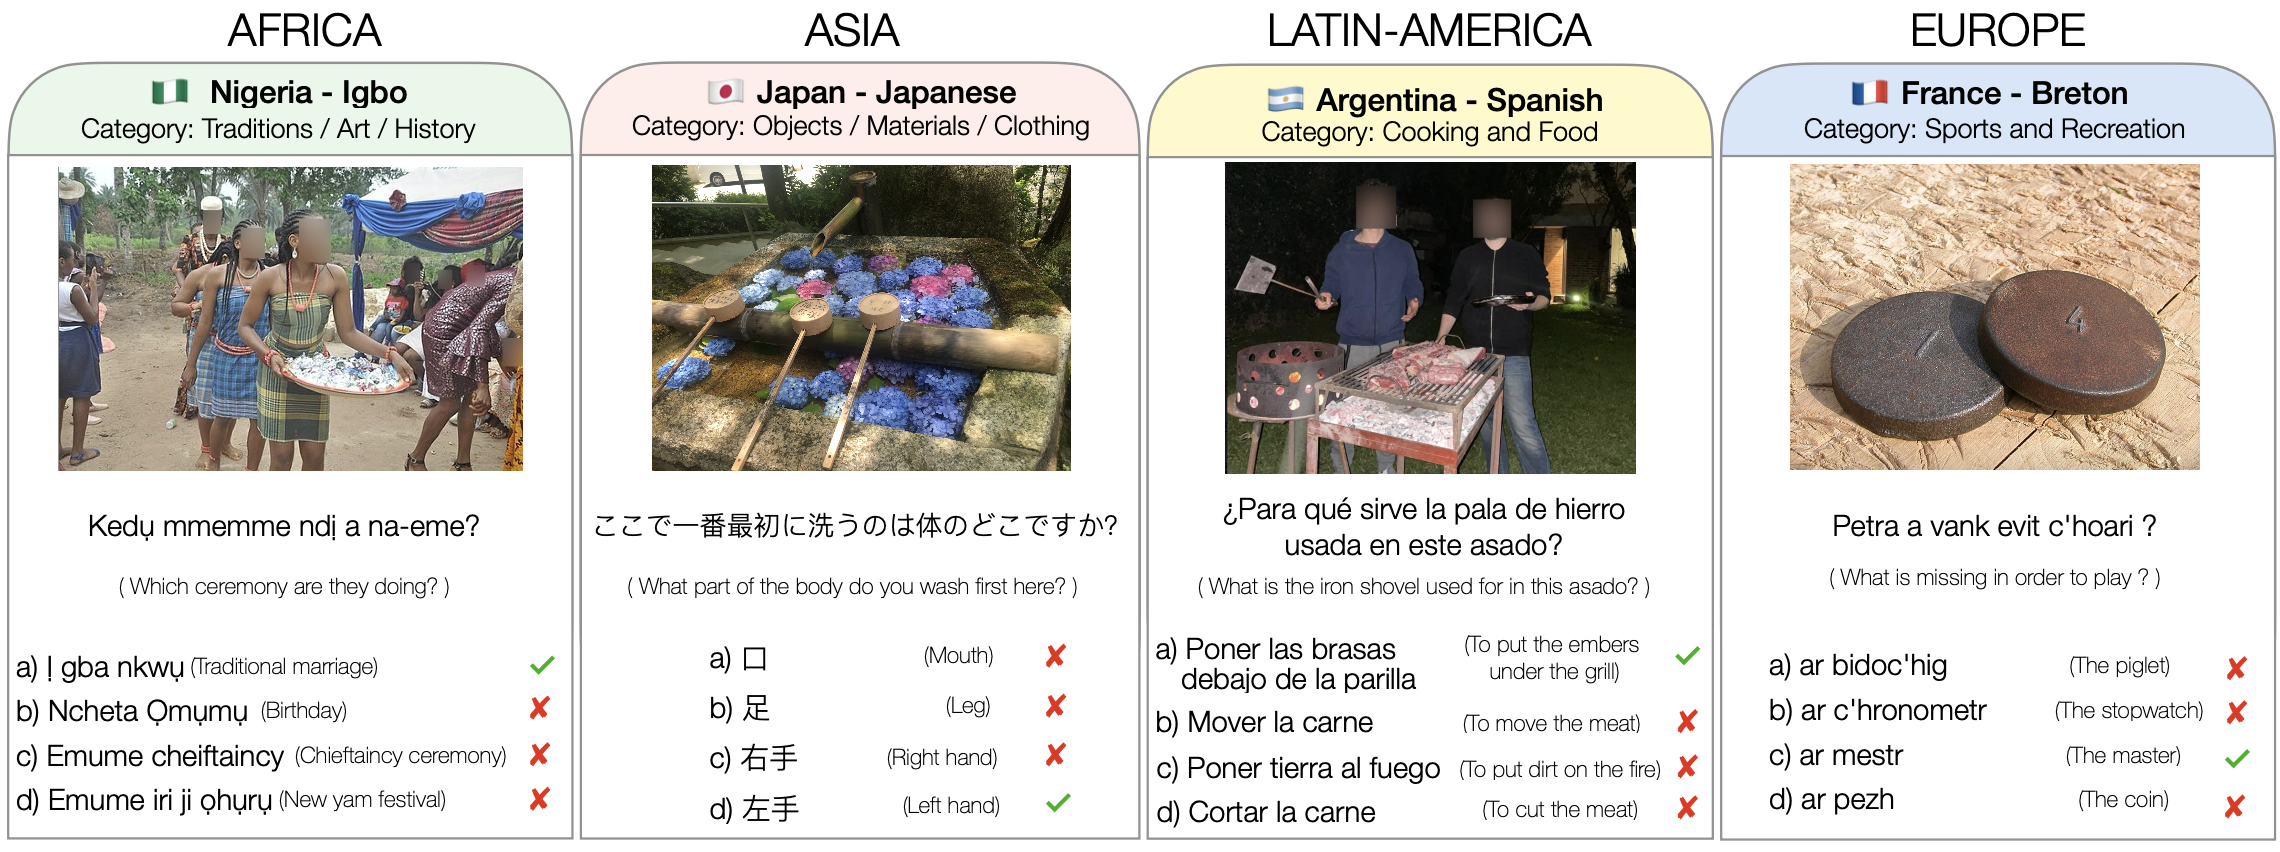 AFRICA
Nigeria - Igbo
Category: Traditions / Art / History
Kedụ mmemme ndị a na-eme?
( Which ceremony are they doing? )
a) Ị gba nkwụ (Traditional marriage)
b) Ncheta Ọmụmụ (Birthday)
c) Emume cheiftaincy (Chieftaincy ceremony)
d) Emume iri ji ọhụrụ (New yam festival)
ASIA
Japan - Japanese
Category: Objects / Materials / Clothing
ここで一番最初に洗うのは体のどこですか?
( What part of the body do you wash first here? )
a) 口 (Mouth)
b) 足 (Leg)
c) 右手 (Right hand)
d) 左手 (Left hand)
LATIN-AMERICA
Argentina - Spanish
Category: Cooking and Food
¿Para qué sirve la pala de hierro
usada en este asado?
( What is the iron shovel used for in this asado? )
a) Poner las brasas
debajo de la parilla
(To put the embers
under the grill)
b) Mover la carne (To move the meat)
c) Poner tierra al fuego (To put dirt on the fire)
d) Cortar la carne (To cut the meat)
EUROPE
France - Breton
Category: Sports and Recreation
4
Petra a vank evit c'hoari ?
( What is missing in order to play ? )
a) ar bidoc'hig (The piglet)
b) ar c'hronometr (The stopwatch)
c) ar mestr (The master)
d) ar pezh (The coin)